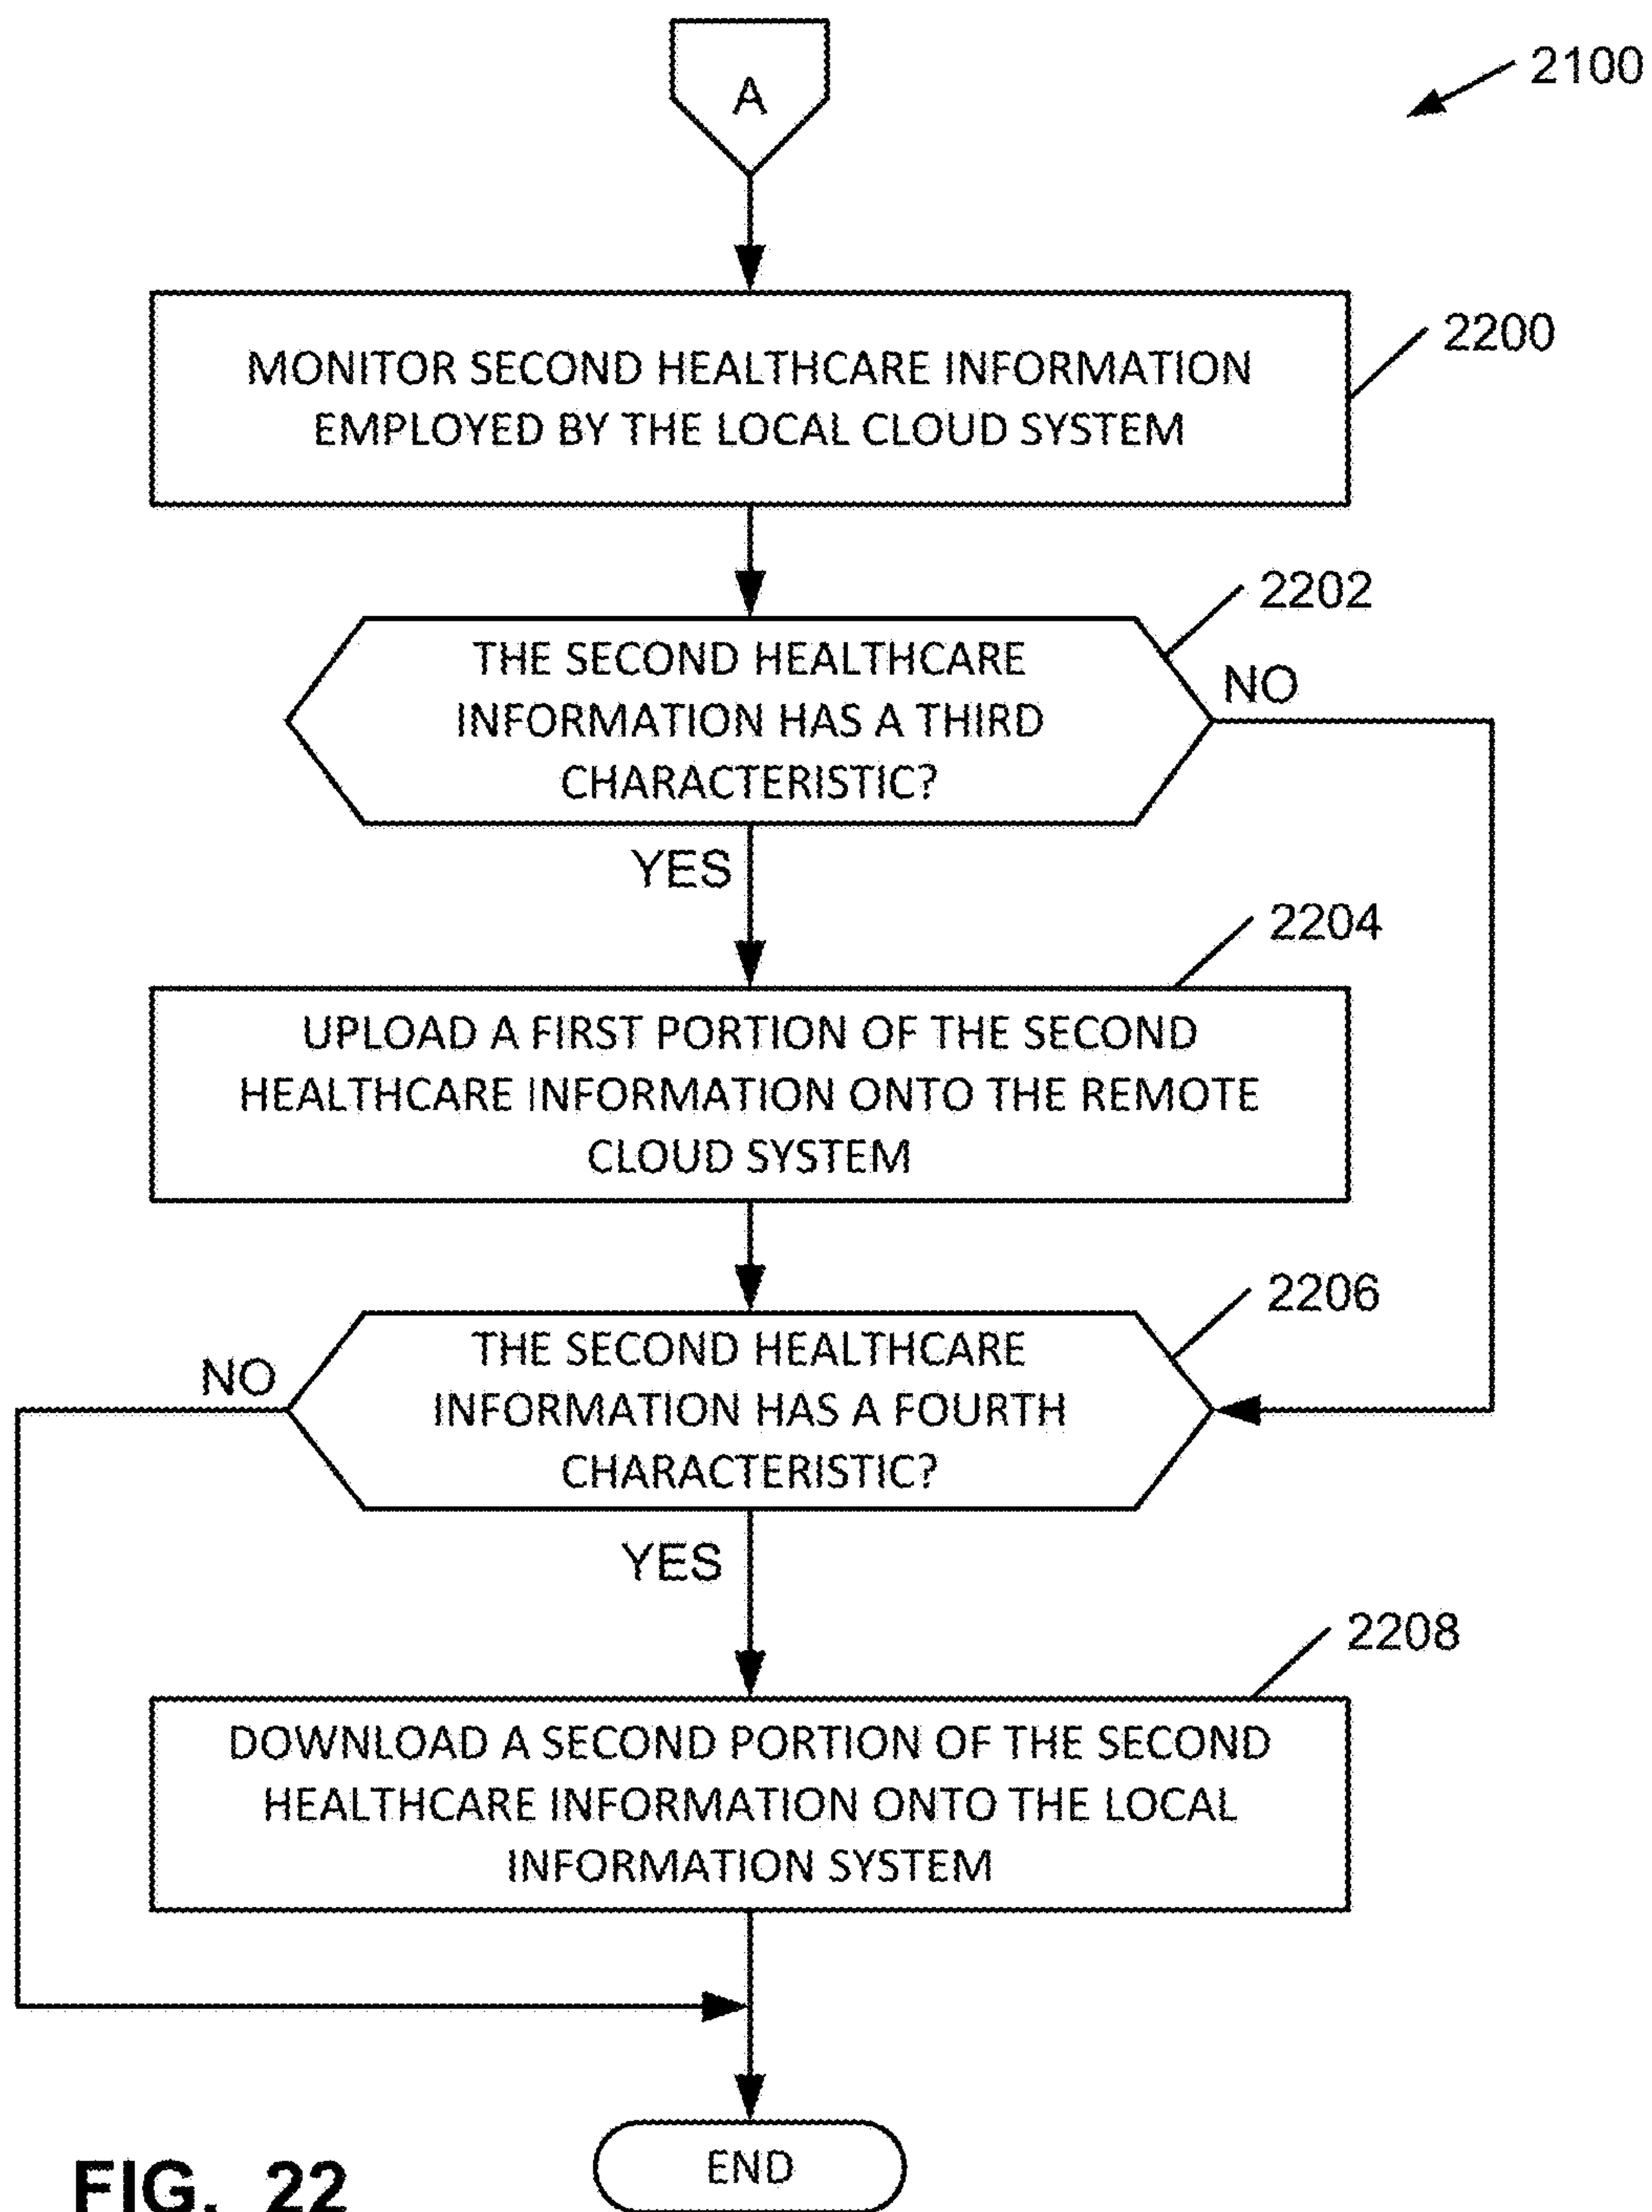 A
2100
MONITOR SECOND HEALTHCARE INFORMATION
EMPLOYED BY THE LOCAL CLOUD SYSTEM
2200
2202
THE SECOND HEALTHCARE
INFORMATION HAS A THIRD
CHARACTERISTIC?
NO
YES
2204
UPLOAD A FIRST PORTION OF THE SECOND
HEALTHCARE INFORMATION ONTO THE REMOTE
CLOUD SYSTEM
2206
THE SECOND HEALTHCARE
INFORMATION HAS A FOURTH
CHARACTERISTIC?
NO
YES
2208
DOWNLOAD A SECOND PORTION OF THE SECOND
HEALTHCARE INFORMATION ONTO THE LOCAL
INFORMATION SYSTEM
END
FIG. 22